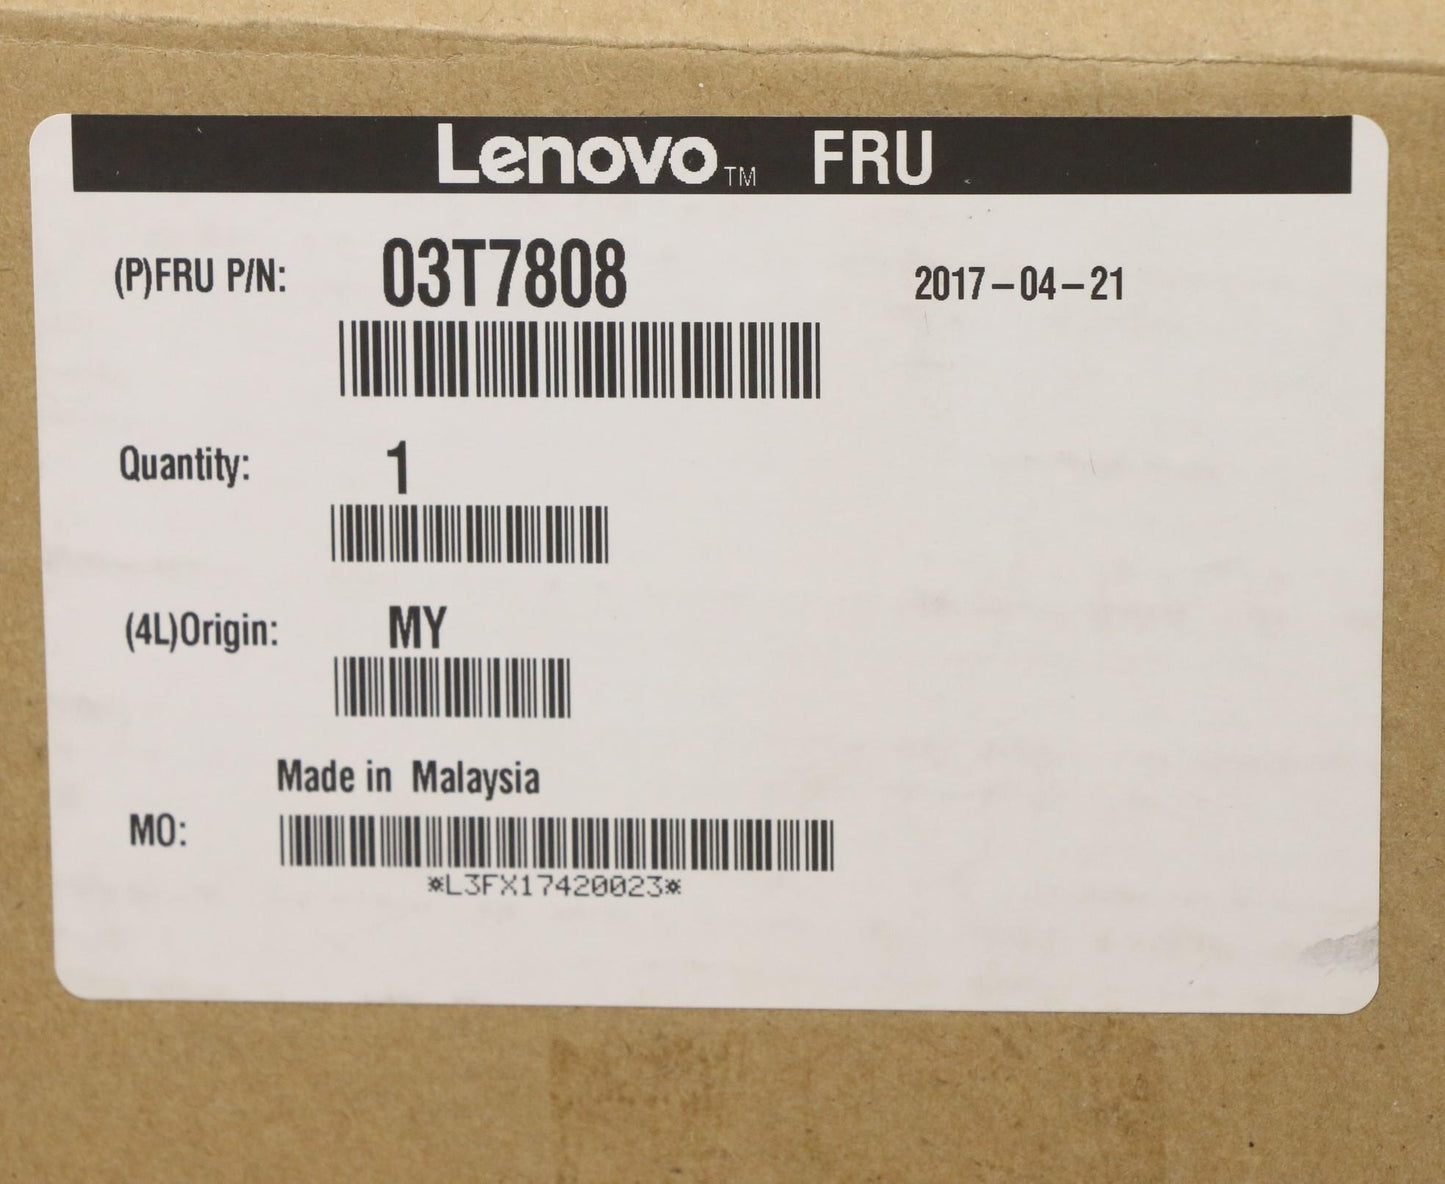 Lenovo™ FRU
(P)FRU P/N: 03T7808 2017-04-21
Quantity: 1
(4L)Origin: MY
Made in Malaysia
MO:
*L3FX17420023*